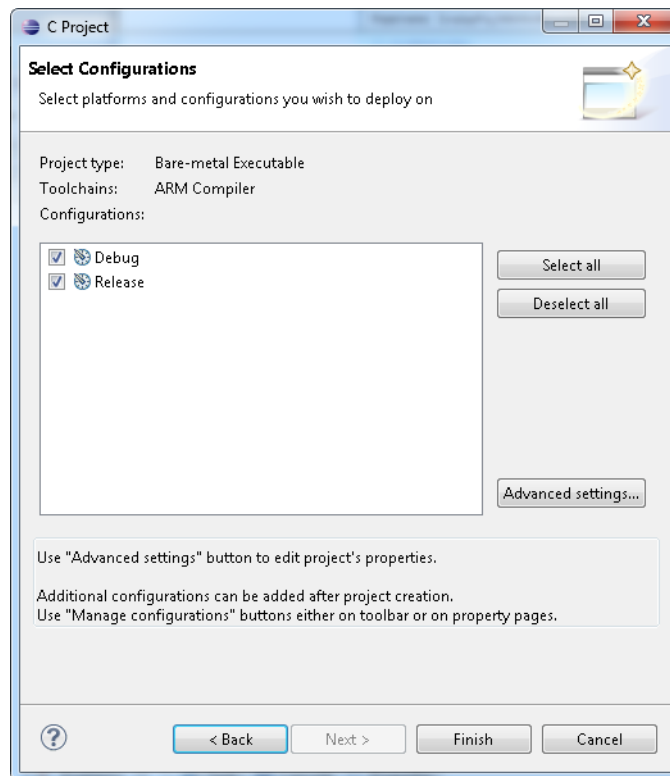 C Project
Select Configurations
Select platforms and configurations you wish to deploy on
Project type: Bare-metal Executable
Toolchains: ARM Compiler
Configurations:
Debug
Release
Select all
Deselect all
Advanced settings...
Use "Advanced settings" button to edit project's properties.
Additional configurations can be added after project creation.
Use "Manage configurations" buttons either on toolbar or on property pages.
< Back
Next >
Finish
Cancel